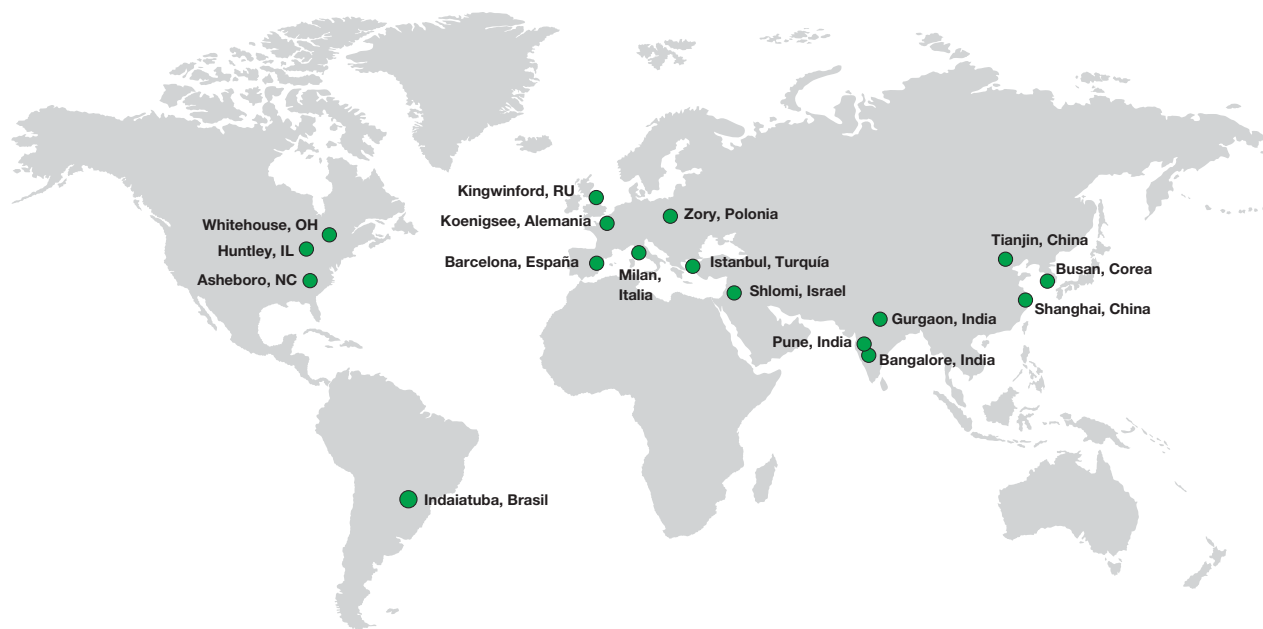 Kingwinford, RU
Koenigsee, Alemania
Zory, Polonia
Whitehouse, OH
Huntley, IL
Asheboro, NC
Barcelona, España
Milan,
Italia
Istanbul, Turquía
Shlomi, Israel
Tianjin, China
Busan, Corea
Shanghai, China
Gurgaon, India
Pune, India
Bangalore, India
Indaiatuba, Brasil